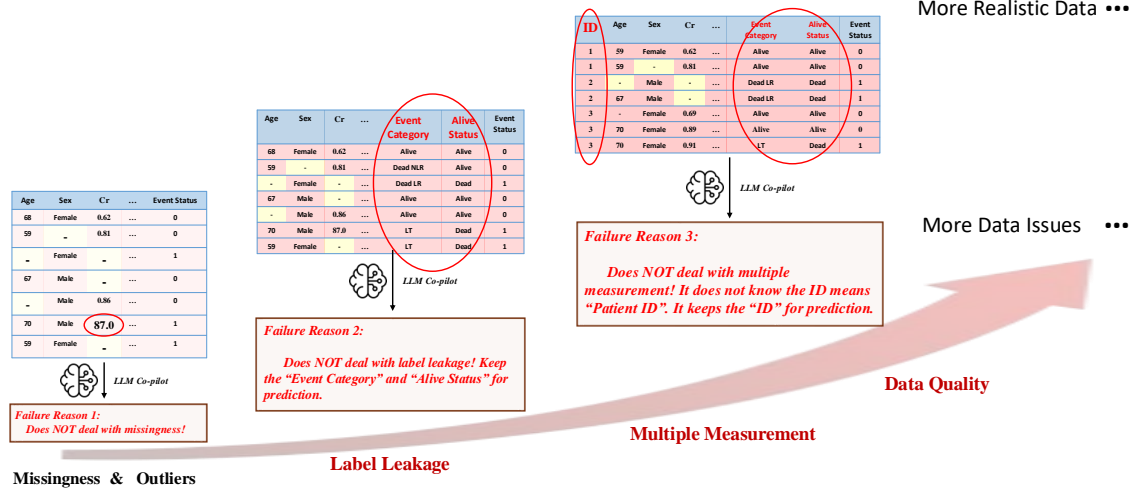 More Realistic Data •••
ID Age Sex Cr ... Event Category Alive Status Event Status
1 59 Female 0.62 ... Alive Alive 0
1 59 - 0.81 ... Alive Alive 0
2 - Male - ... Dead LR Dead 1
2 67 Male - ... Dead LR Dead 1
3 - Female 0.69 ... Alive Alive 0
3 70 Female 0.89 ... Alive Alive 0
3 70 Female 0.91 ... LT Dead 1
LLM Co-pilot
Failure Reason 3:
Does NOT deal with multiple
measurement! It does not know the ID means
“Patient ID”. It keeps the “ID” for prediction.
More Data Issues •••
Age Sex Cr ... Event Category Alive Status Event Status
68 Female 0.62 ... Alive Alive 0
59 - 0.81 ... Dead NLR Alive 0
- Female - ... Dead LR Dead 1
67 Male - ... Alive Alive 0
- Male 0.86 ... Alive Alive 0
70 Male 87.0 ... LT Dead 1
59 Female - ... LT Dead 1
LLM Co-pilot
Failure Reason 2:
Does NOT deal with label leakage! Keep
the “Event Category” and “Alive Status” for
prediction.
Age Sex Cr ... Event Status
68 Female 0.62 ... 0
59 - 0.81 ... 0
- Female - ... 1
67 Male - ... 0
- Male 0.86 ... 0
70 Male 87.0 ... 1
59 Female - ... 1
LLM Co-pilot
Failure Reason 1:
Does NOT deal with missingness!
Missingness & Outliers
Label Leakage
Multiple Measurement
Data Quality